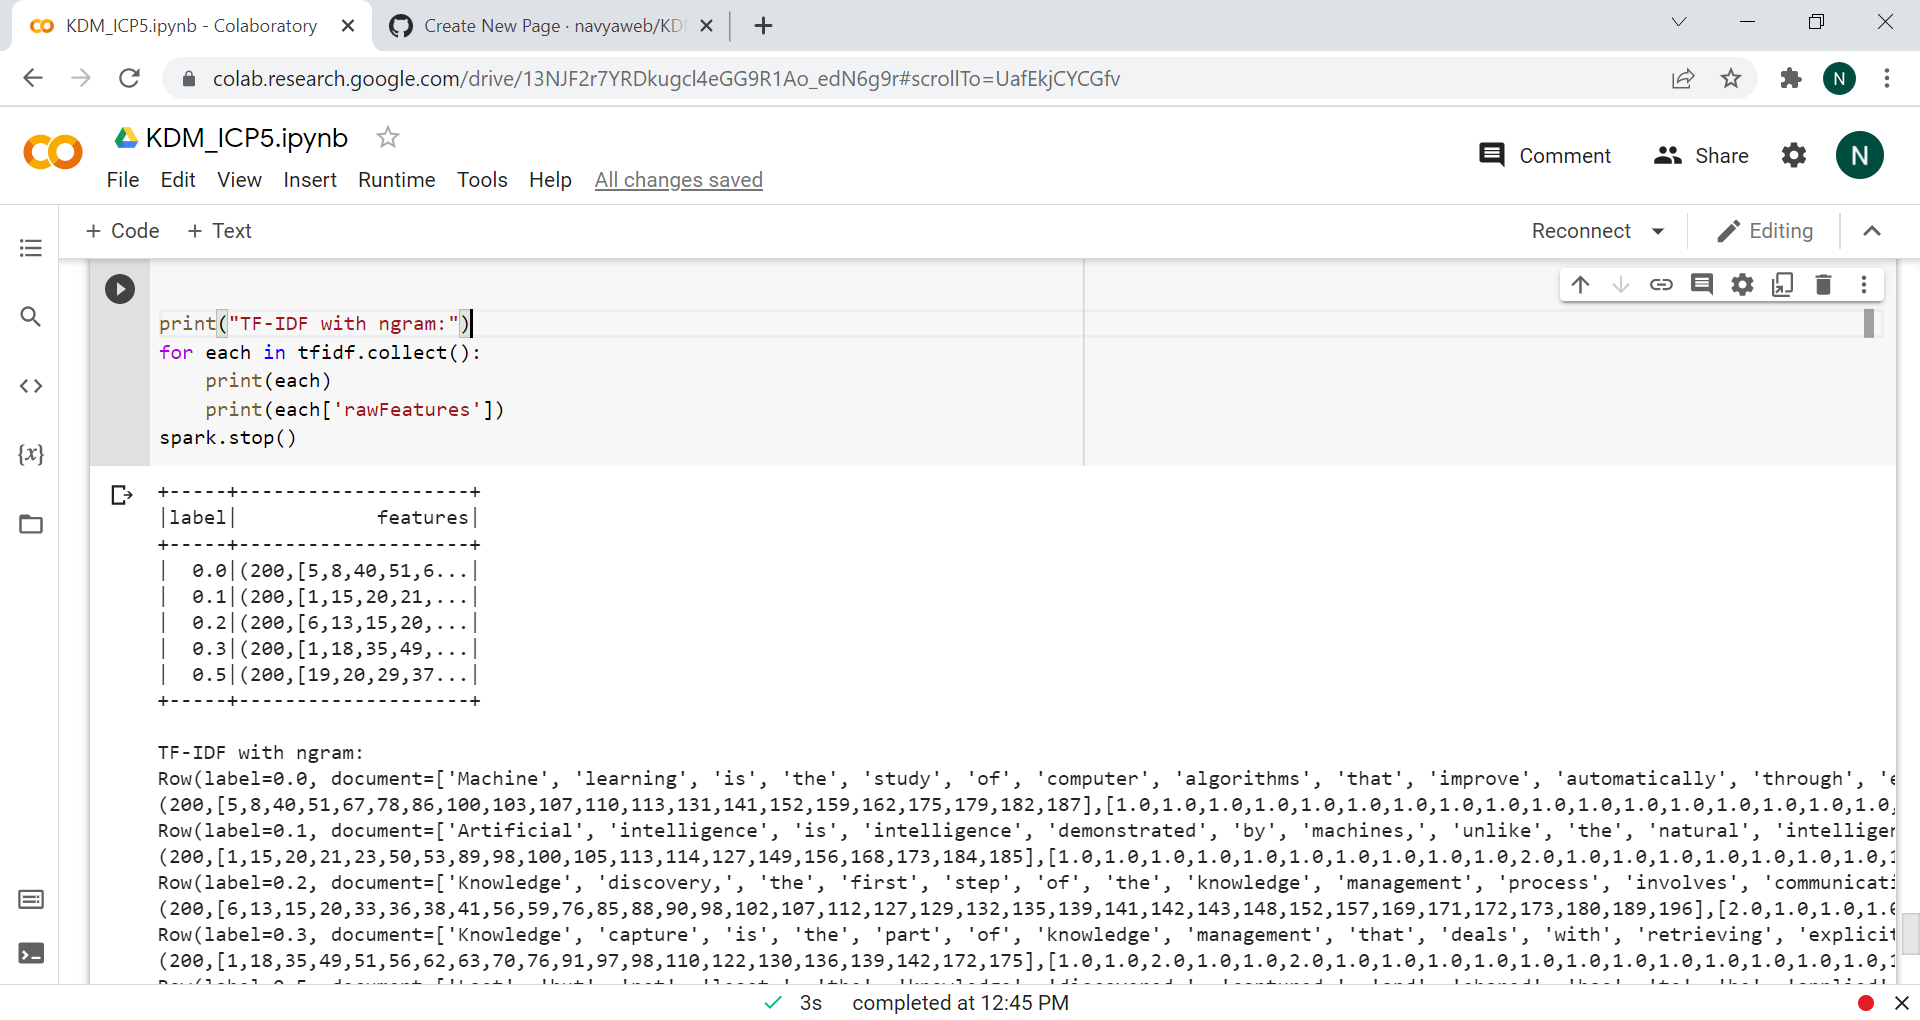 KDM_ICP5.ipynb - Colaboratory
Create New Page · navyaweb/KD
colab.research.google.com/drive/13NJF2r7YRDkugcl4eGG9R1Ao_edN6g9r#scrollTo=UafEkjCYCGfv
N
KDM_ICP5.ipynb
Comment
Share
N
File Edit View Insert Runtime Tools Help All changes saved
+ Code + Text
Reconnect
Editing
print("TF-IDF with ngram:")
for each in tfidf.collect():
    print(each)
    print(each['rawFeatures'])
spark.stop()
{x}
+-----+--------------------+
|label|            features|
+-----+--------------------+
|  0.0|(200,[5,8,40,51,6...|
|  0.1|(200,[1,15,20,21,...|
|  0.2|(200,[6,13,15,20,...|
|  0.3|(200,[1,18,35,49,...|
|  0.5|(200,[19,20,29,37...|
+-----+--------------------+
TF-IDF with ngram:
Row(label=0.0, document=['Machine', 'learning', 'is', 'the', 'study', 'of', 'computer', 'algorithms', 'that', 'improve', 'automatically', 'through', '
(200,[5,8,40,51,67,78,86,100,103,107,110,113,131,141,152,159,162,175,179,182,187],[1.0,1.0,1.0,1.0,1.0,1.0,1.0,1.0,1.0,1.0,1.0,1.0,1.0,1.0,1.0,1.0,1.0,
Row(label=0.1, document=['Artificial', 'intelligence', 'is', 'intelligence', 'demonstrated', 'by', 'machines,', 'unlike', 'the', 'natural', 'intelliger
(200,[1,15,20,21,23,50,53,89,98,100,105,113,114,127,149,156,168,173,184,185],[1.0,1.0,1.0,1.0,1.0,1.0,1.0,1.0,1.0,1.0,2.0,1.0,1.0,1.0,1.0,1.0,1.0,1.0,1
Row(label=0.2, document=['Knowledge', 'discovery,', 'the', 'first', 'step', 'of', 'the', 'knowledge', 'management', 'process', 'involves', 'communicati
(200,[6,13,15,20,33,36,38,41,56,59,76,85,88,90,98,102,107,112,127,129,132,135,139,141,142,143,148,152,157,169,171,172,173,180,189,196],[2.0,1.0,1.0,1.0
Row(label=0.3, document=['Knowledge', 'capture', 'is', 'the', 'part', 'of', 'knowledge', 'management', 'that', 'deals', 'with', 'retrieving', 'explicit
(200,[1,18,35,49,51,56,62,63,70,76,91,97,98,110,122,130,136,139,142,172,175],[1.0,1.0,2.0,1.0,1.0,2.0,1.0,1.0,1.0,1.0,1.0,1.0,1.0,1.0,1.0,1.0,1.0,1.0,1
3s completed at 12:45 PM